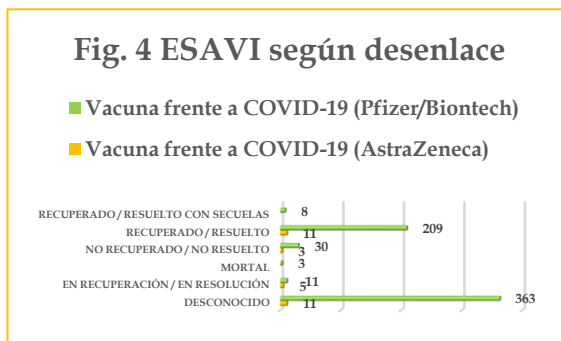 Fig. 4 ESAVI según desenlace
Vacuna frente a COVID-19 (Pfizer/Biontech)
Vacuna frente a COVID-19 (AstraZeneca)
RECUPERADO / RESUELTO CON SECUELAS 8
RECUPERADO / RESUELTO 209
11
NO RECUPERADO / NO RESUELTO 30
3
MORTAL 3
EN RECUPERACIÓN / EN RESOLUCIÓN 11
5
DESCONOCIDO 363
11